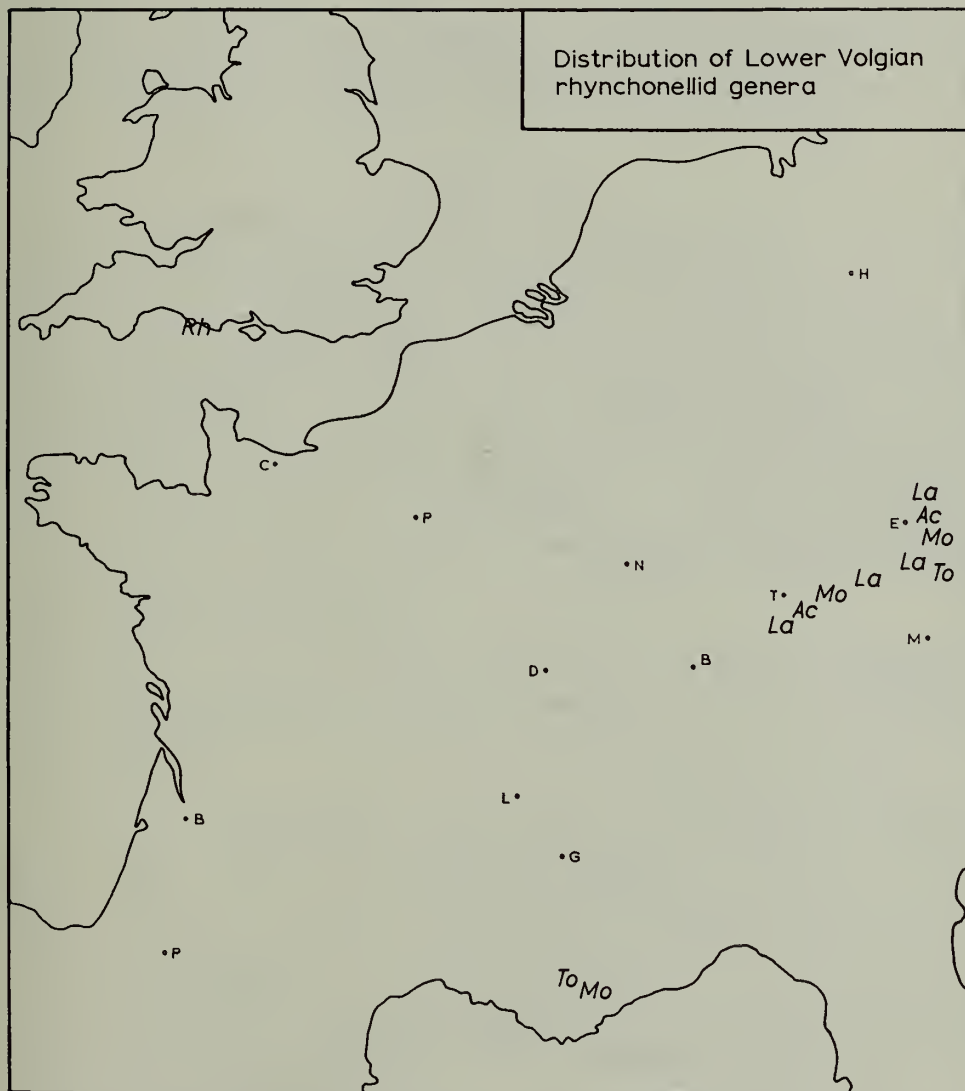 Distribution of Lower Volgian
rhynchonellid genera
H
Rh
C
P
La
E Ac
Mo
La To
N
La
T Mo
Ac
La
M
D
B
L
B
G
P
To Mo